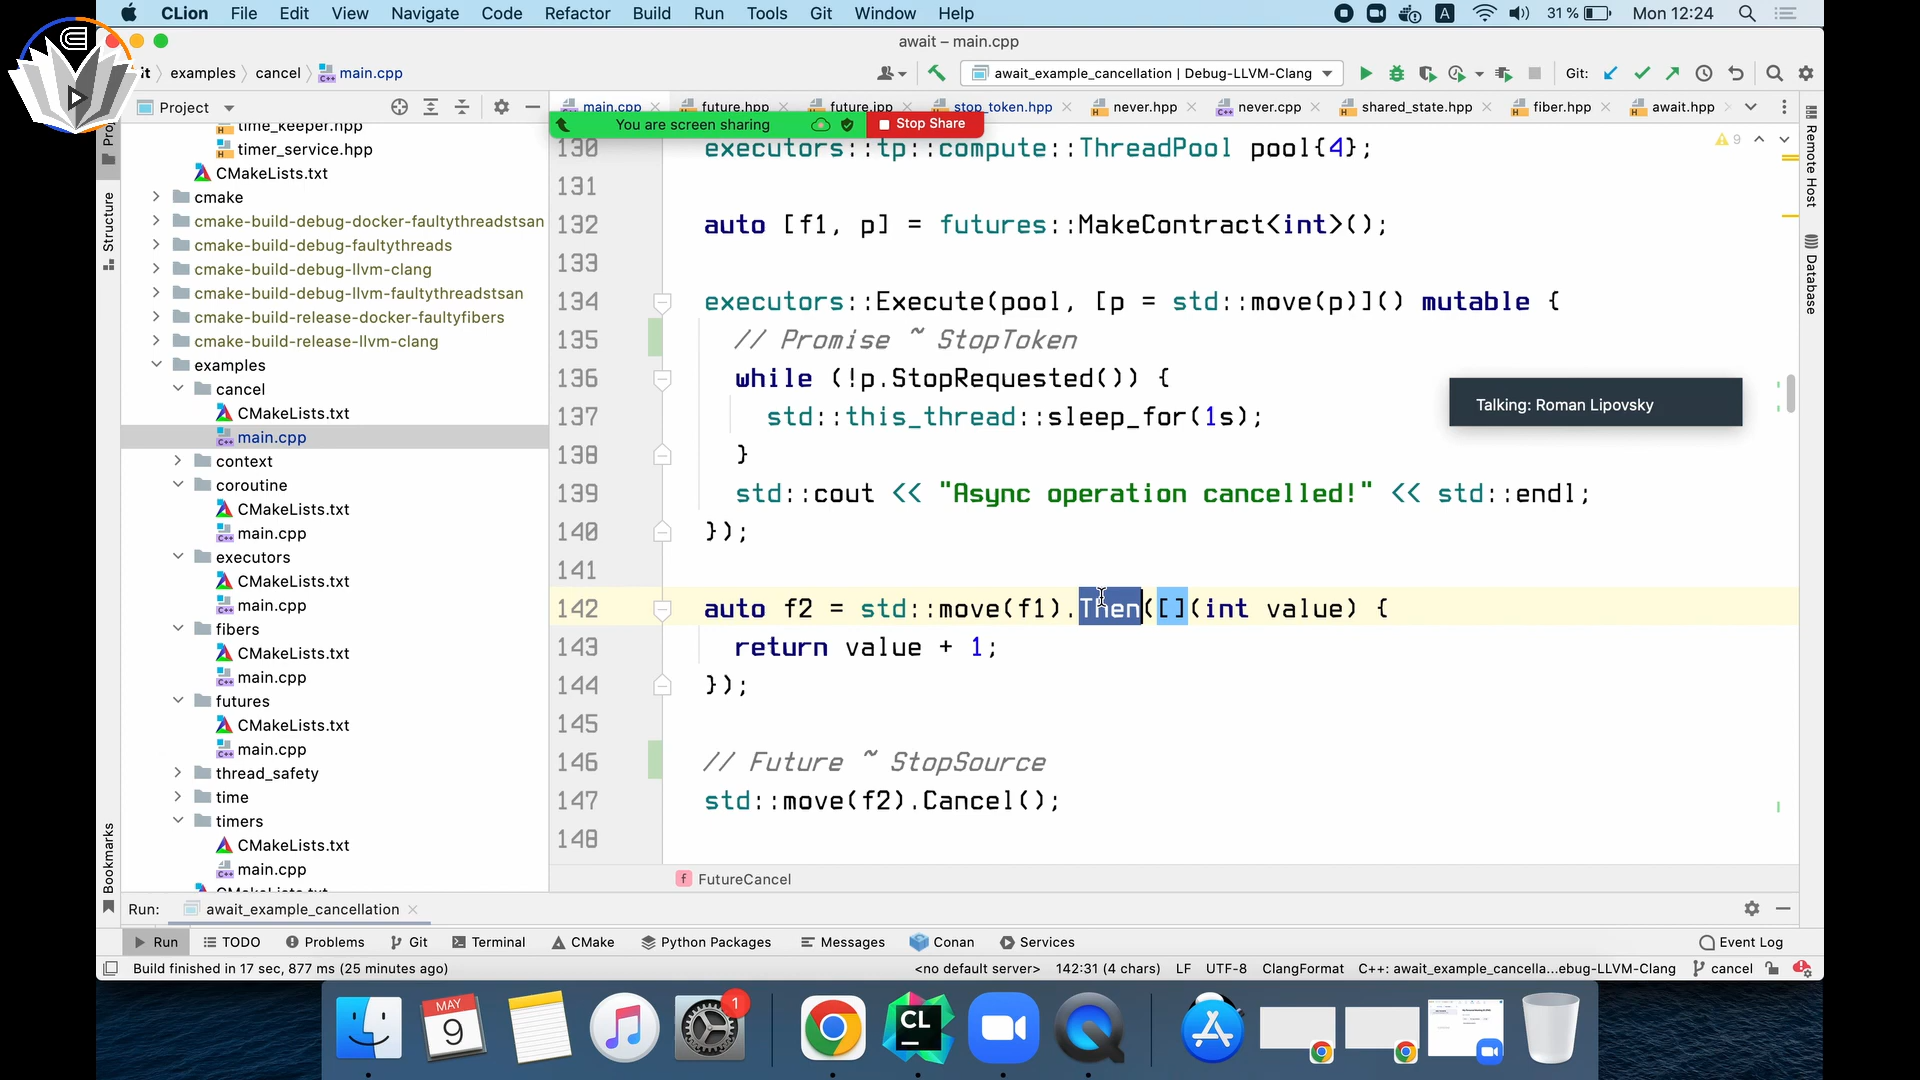 CLion File Edit View Navigate Code Refactor Build Run Tools Git Window Help
A 31 % Mon 12:24
await – main.cpp
it examples cancel main.cpp
await_example_cancellation | Debug-LLVM-Clang Git:
Project
main.cpp future.hpp future.ipp stop_token.hpp never.hpp never.cpp shared_state.hpp fiber.hpp await.hpp
You are screen sharing Stop Share
time_keeper.hpp
timer_service.hpp
CMakeLists.txt
cmake
cmake-build-debug-docker-faultythreadstsan
cmake-build-debug-faultythreads
cmake-build-debug-llvm-clang
cmake-build-debug-llvm-faultythreadstsan
cmake-build-release-docker-faultyfibers
cmake-build-release-llvm-clang
examples
cancel
CMakeLists.txt
main.cpp
context
coroutine
CMakeLists.txt
main.cpp
executors
CMakeLists.txt
main.cpp
fibers
CMakeLists.txt
main.cpp
futures
CMakeLists.txt
main.cpp
thread_safety
time
timers
CMakeLists.txt
main.cpp
CMakeLists.txt
Structure
Bookmarks
9
130 executors::tp::compute::ThreadPool pool{4};
131
132 auto [f1, p] = futures::MakeContract<int>();
133
134 executors::Execute(pool, [p = std::move(p)]() mutable {
135 // Promise ~ StopToken
136 while (!p.StopRequested()) {
137 std::this_thread::sleep_for(1s);
138 }
139 std::cout << "Async operation cancelled!" << std::endl;
140 });
141
142 auto f2 = std::move(f1).Then([](int value) {
143 return value + 1;
144 });
145
146 // Future ~ StopSource
147 std::move(f2).Cancel();
148
Talking: Roman Lipovsky
Remote Host
Database
f FutureCancel
Run: await_example_cancellation
Run TODO Problems Git Terminal CMake Python Packages Messages Conan Services Event Log
Build finished in 17 sec, 877 ms (25 minutes ago) <no default server> 142:31 (4 chars) LF UTF-8 ClangFormat C++: await_example_cancella...ebug-LLVM-Clang cancel
MAY
9
1
CL